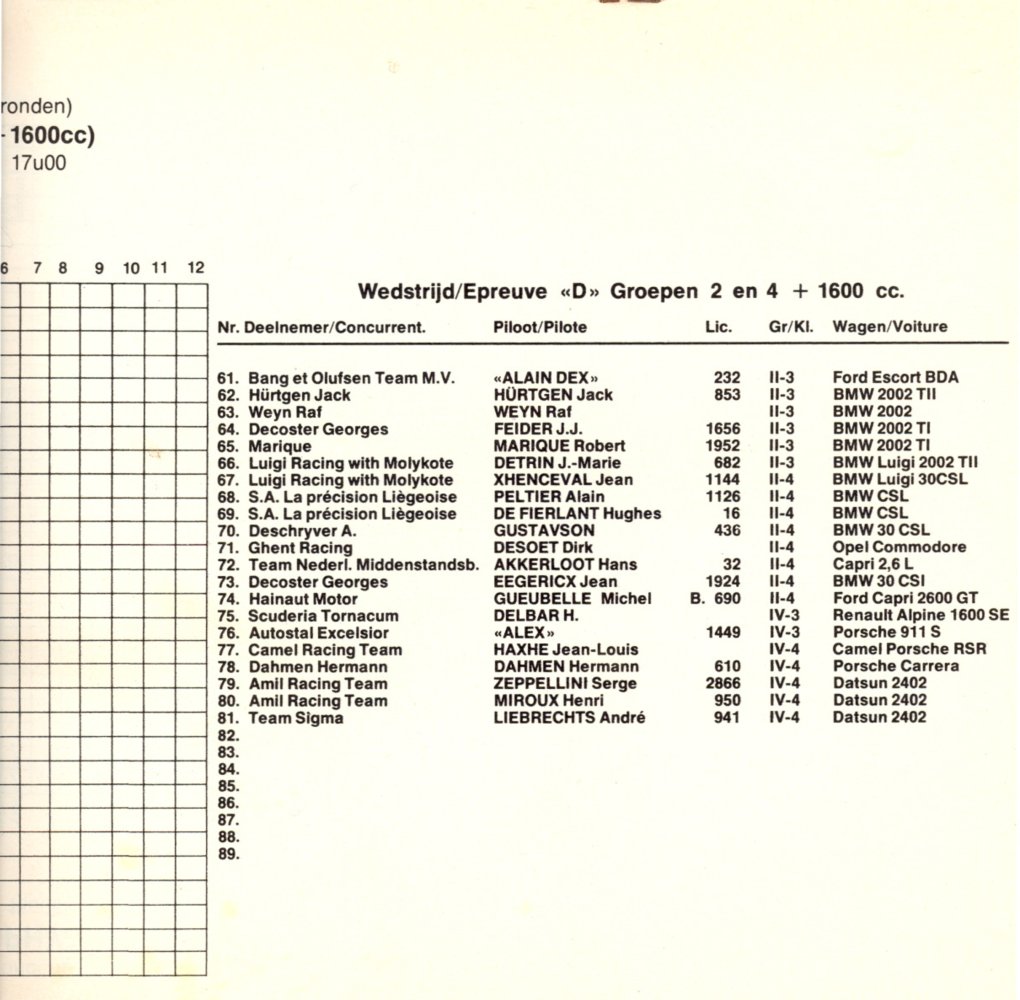 ronden)
- 1600cc)
17u00
6 7 8 9 10 11 12
Wedstrijd/Epreuve «D» Groepen 2 en 4 + 1600 cc.
Nr. Deelnemer/Concurrent. Piloot/Pilote Lic. Gr/Kl. Wagen/Voiture
61. Bang et Olufsen Team M.V. «ALAIN DEX» 232 II-3 Ford Escort BDA
62. Hürtgen Jack HÜRTGEN Jack 853 II-3 BMW 2002 TII
63. Weyn Raf WEYN Raf II-3 BMW 2002
64. Decoster Georges FEIDER J.J. 1656 II-3 BMW 2002 TI
65. Marique MARIQUE Robert 1952 II-3 BMW 2002 TI
66. Luigi Racing with Molykote DETRIN J.-Marie 682 II-3 BMW Luigi 2002 TII
67. Luigi Racing with Molykote XHENCEVAL Jean 1144 II-4 BMW Luigi 30CSL
68. S.A. La précision Liègeoise PELTIER Alain 1126 II-4 BMW CSL
69. S.A. La précision Liègeoise DE FIERLANT Hughes 16 II-4 BMW CSL
70. Deschryver A. GUSTAVSON 436 II-4 BMW 30 CSL
71. Ghent Racing DESOET Dirk II-4 Opel Commodore
72. Team Nederl. Middenstandsb. AKKERLOOT Hans 32 II-4 Capri 2,6 L
73. Decoster Georges EEGERICX Jean 1924 II-4 BMW 30 CSI
74. Hainaut Motor GUEUBELLE Michel B. 690 II-4 Ford Capri 2600 GT
75. Scuderia Tornacum DELBAR H. IV-3 Renault Alpine 1600 SE
76. Autostal Excelsior «ALEX» 1449 IV-3 Porsche 911 S
77. Camel Racing Team HAXHE Jean-Louis IV-4 Camel Porsche RSR
78. Dahmen Hermann DAHMEN Hermann 610 IV-4 Porsche Carrera
79. Amil Racing Team ZEPPELLINI Serge 2866 IV-4 Datsun 2402
80. Amil Racing Team MIROUX Henri 950 IV-4 Datsun 2402
81. Team Sigma LIEBRECHTS André 941 IV-4 Datsun 2402
82.
83.
84.
85.
86.
87.
88.
89.